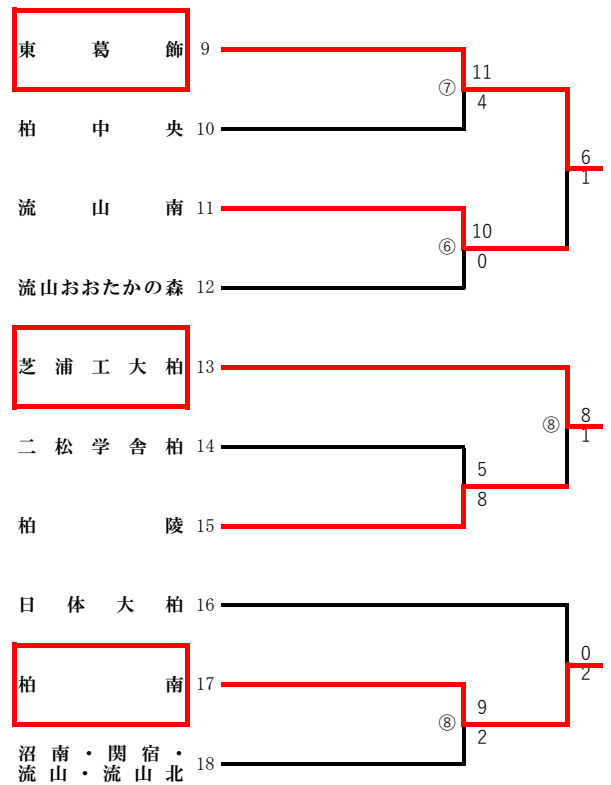 東葛飾 9
11
⑦
4
柏中央 10
6
1
流山南 11
10
⑥
0
流山おおたかの森 12
芝浦工大柏 13
8
⑧
1
二松学舎柏 14
5
8
柏陵 15
日体大柏 16
0
2
柏南 17
9
⑧
2
沼南・関宿・
流山・流山北 18